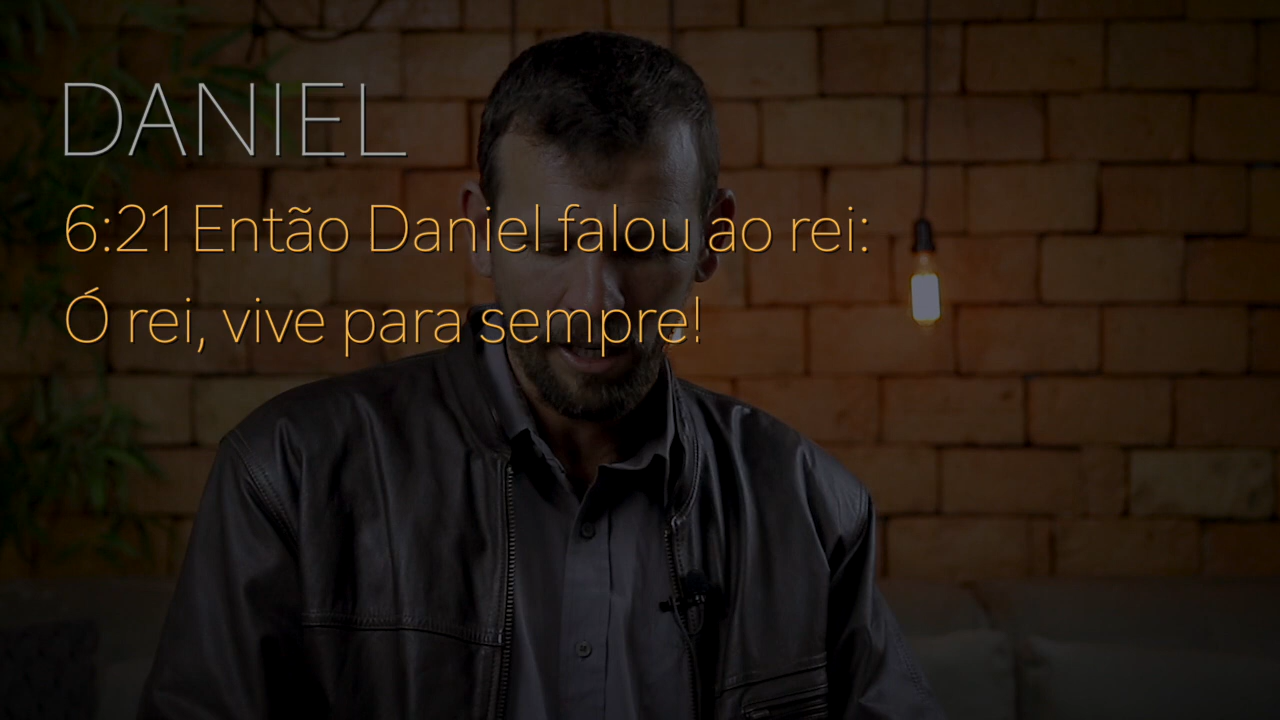 DANIEL
6:21 Então Daniel falou ao rei:
Ó rei, vive para sempre!